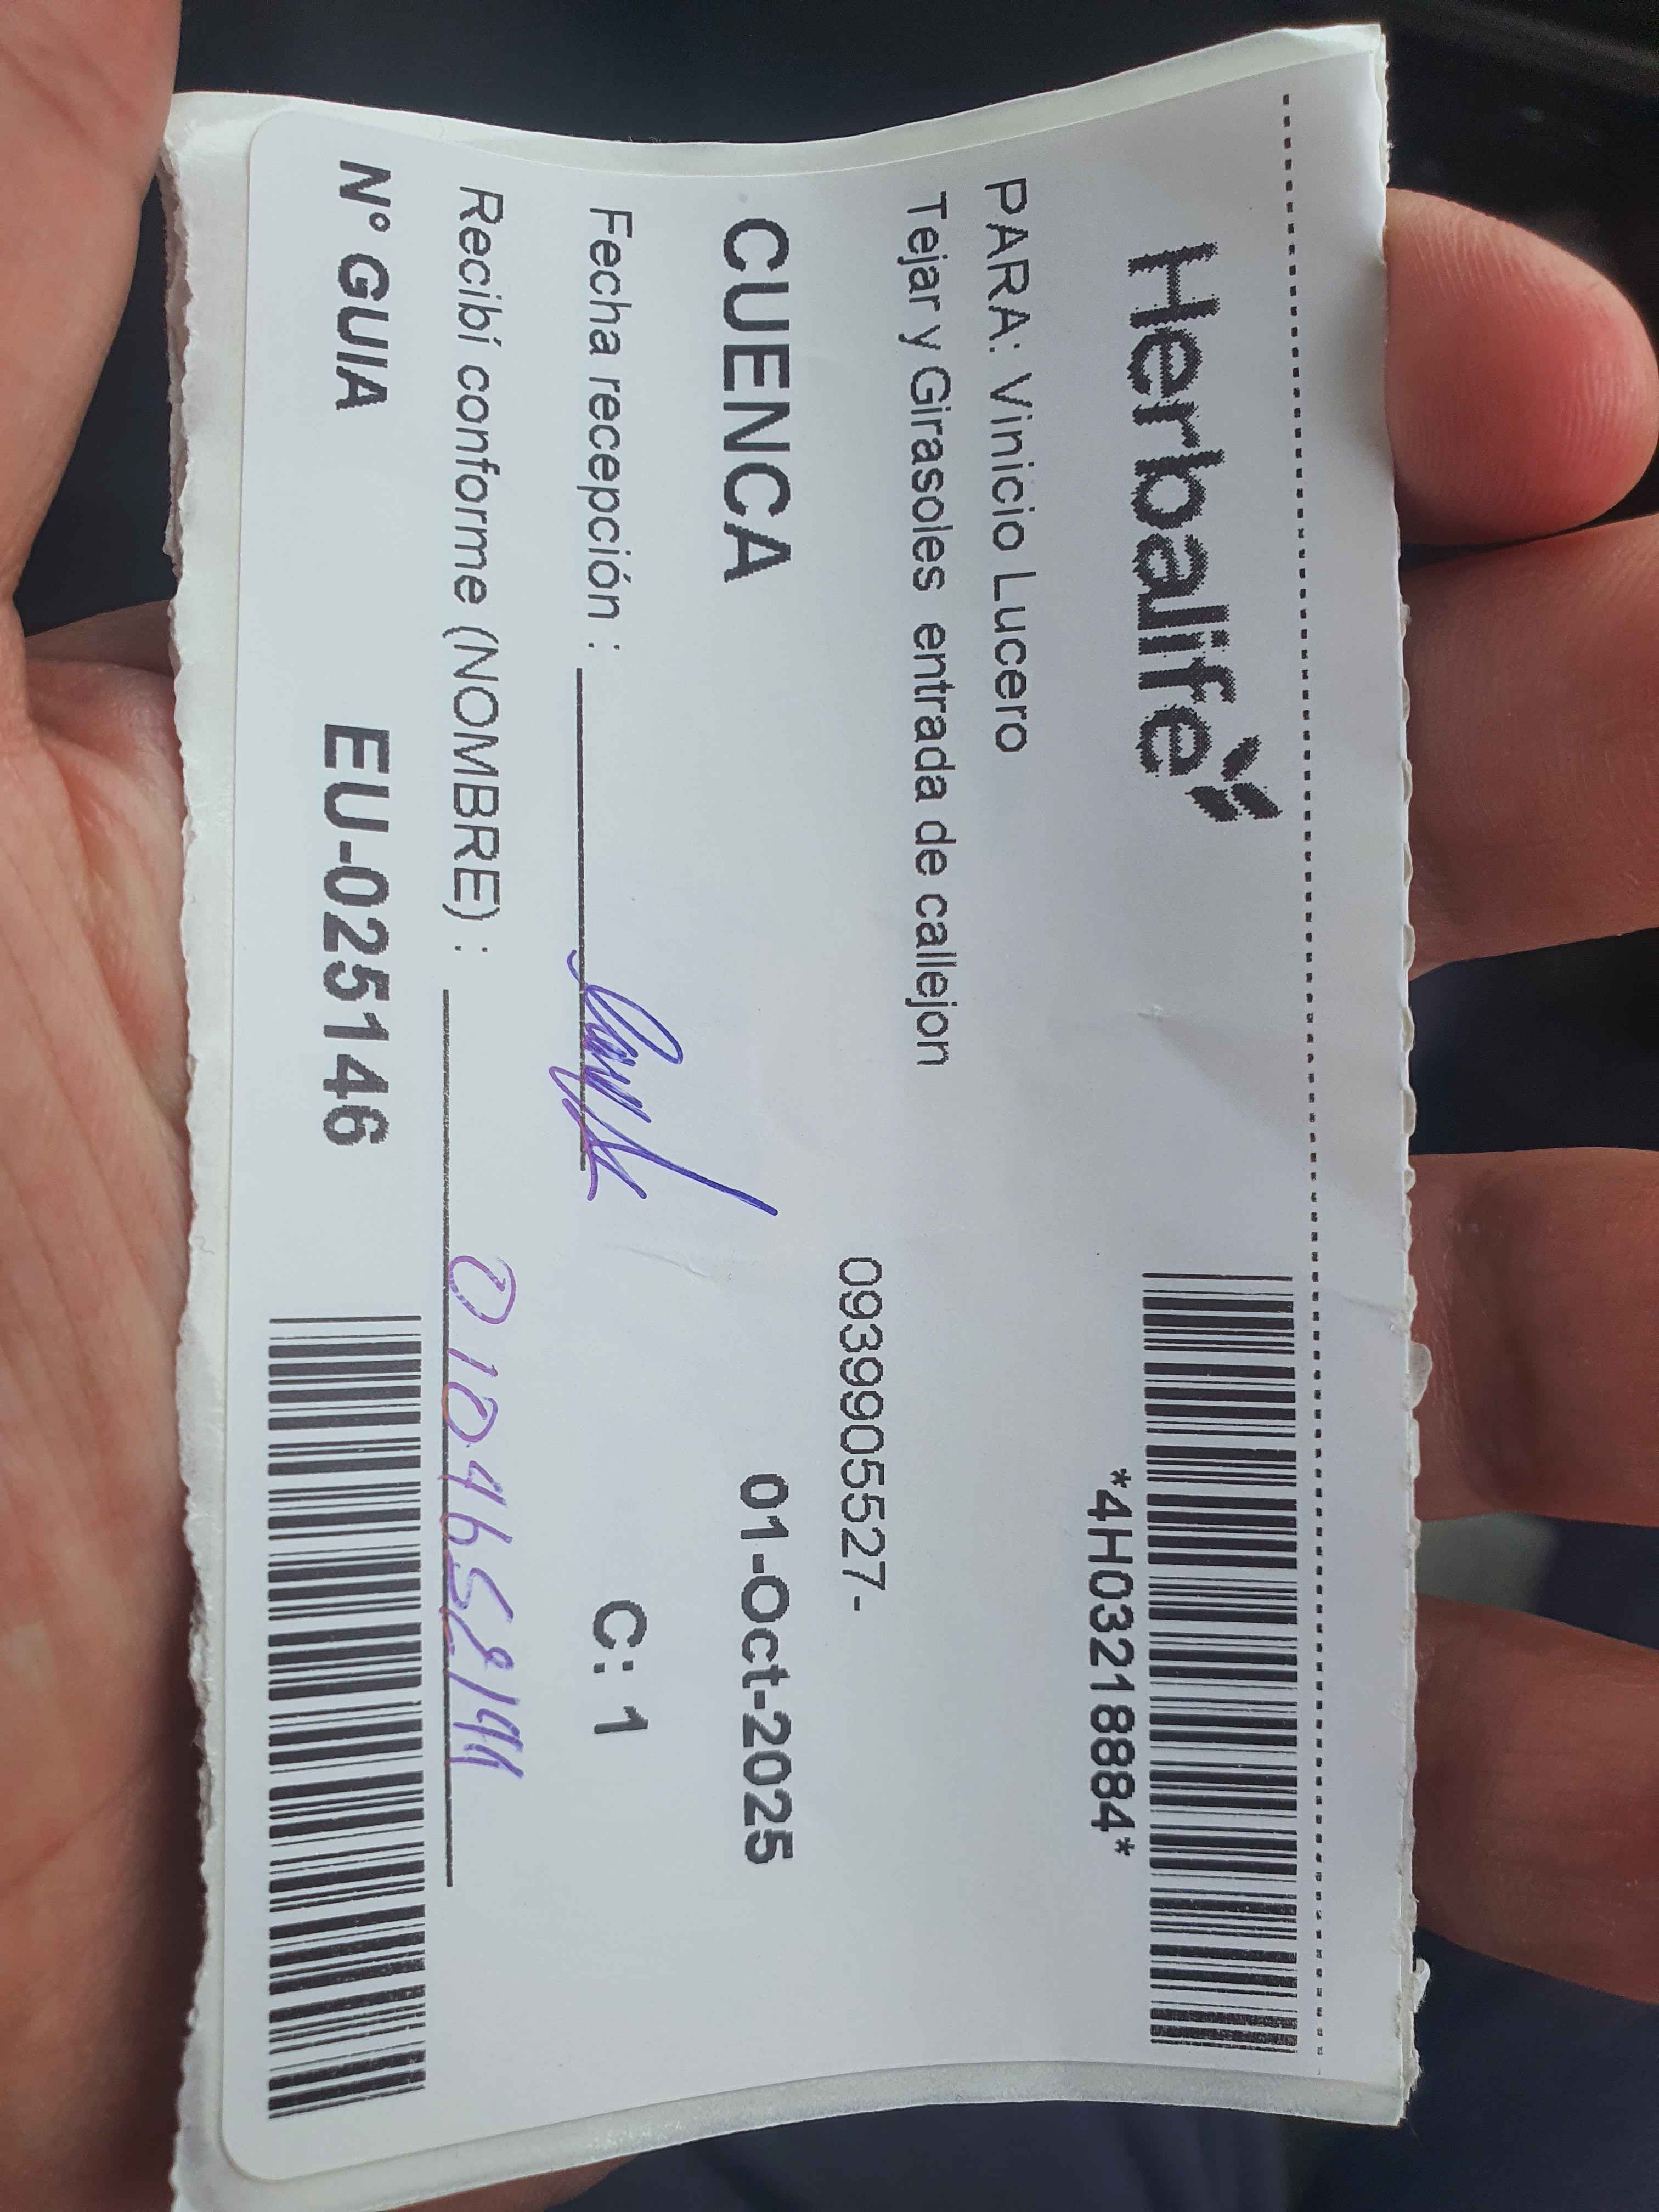 Herbalife
*4H03218884*
PARA: Vinicio Lucero
Tejar y Girasoles entrada de callejon
0939905527-
CUENCA 01-Oct-2025
Fecha recepción : C: 1
Recibí conforme (NOMBRE) :
N° GUIA EU-025146